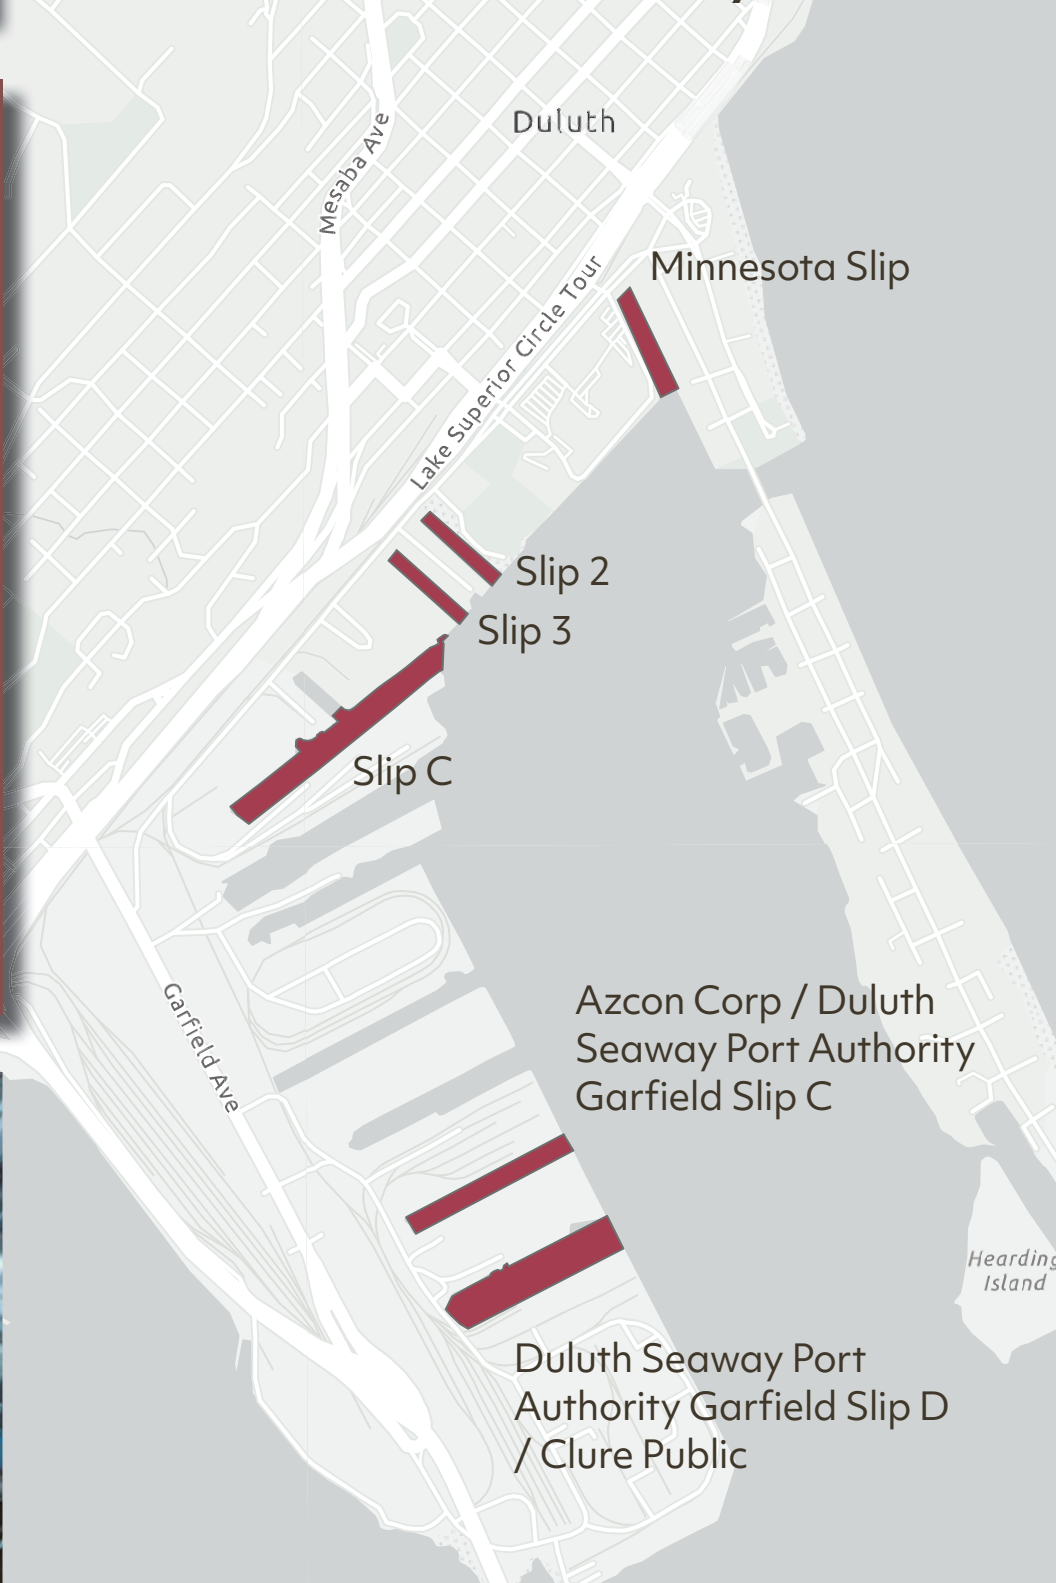 Duluth
Mesaba Ave
Minnesota Slip
Lake Superior Circle Tour
Slip 2
Slip 3
Slip C
Azcon Corp / Duluth
Seaway Port Authority
Garfield Slip C
Garfield Ave
Hearding
Island
Duluth Seaway Port
Authority Garfield Slip D
/ Clure Public